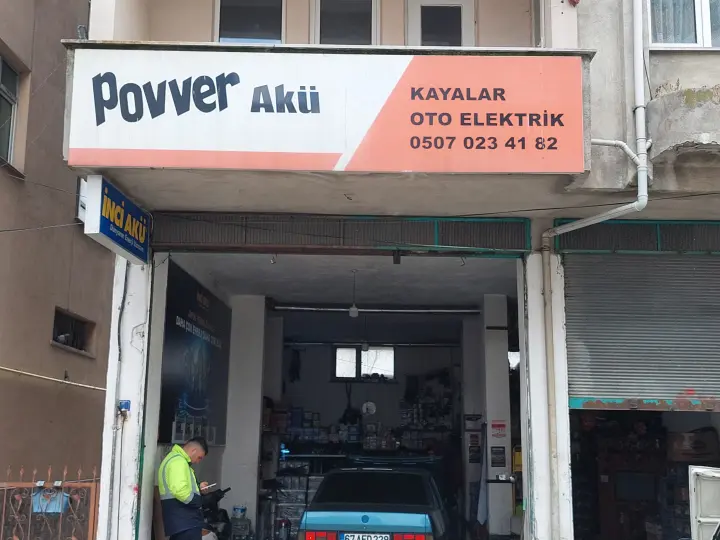 Povver Akü
KAYALAR
OTO ELEKTRİK
0507 023 41 82
İNCİ AKÜ